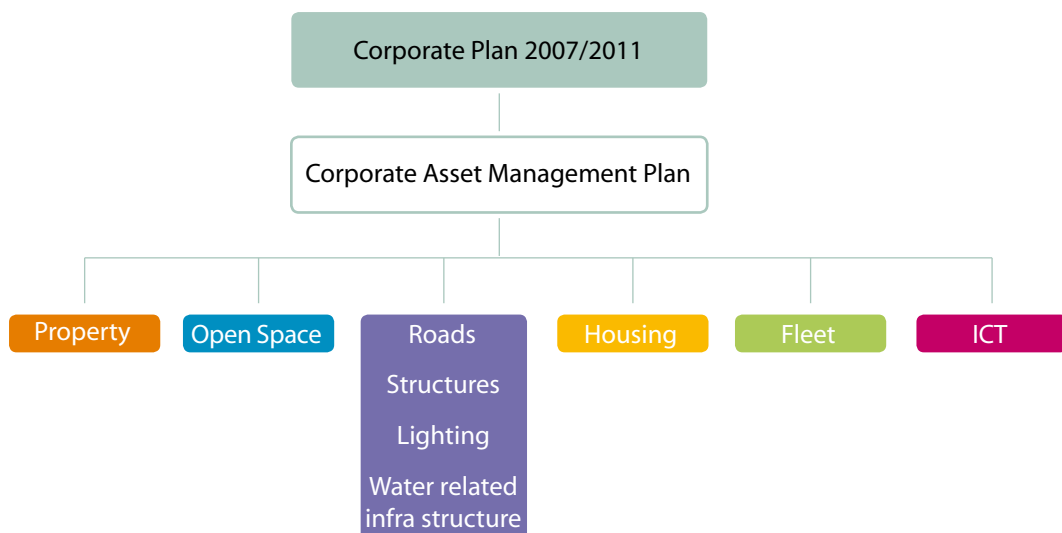 Corporate Plan 2007/2011
Corporate Asset Management Plan
Property
Open Space
Roads
Structures
Lighting
Water related
infra structure
Housing
Fleet
ICT